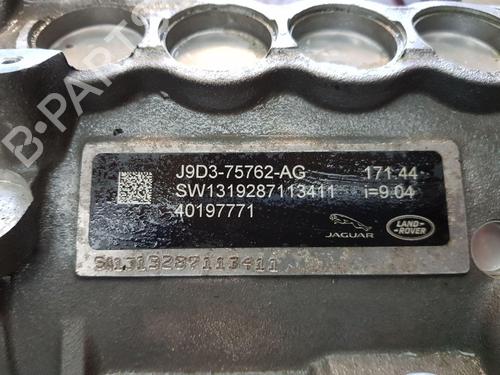 B-PARTS
J9D3-75762-AG 171.44
SW1319287113411 i=9.04
40197771
JAGUAR
LAND-
ROVER
SW1319287113411